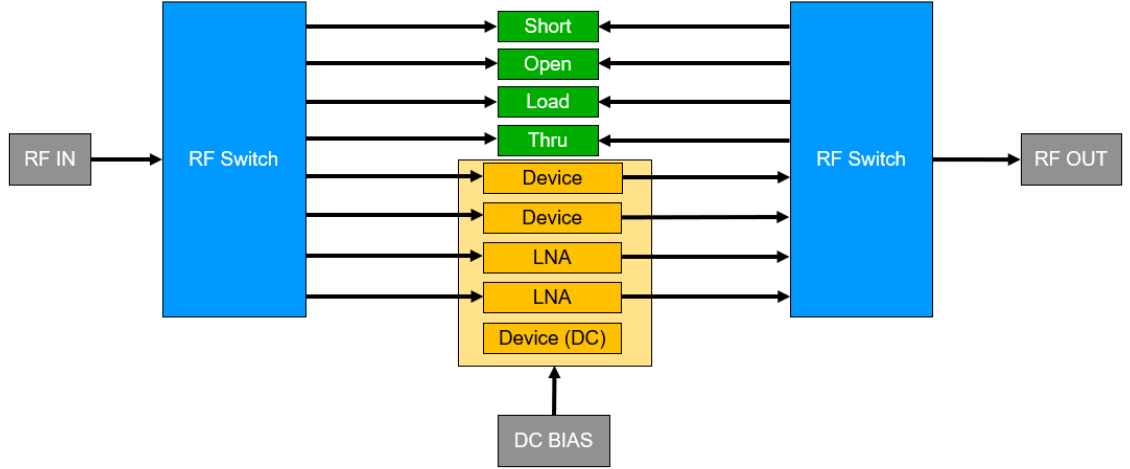 Short
Open
Load
Thru
RF IN
RF Switch
RF Switch
RF OUT
Device
Device
LNA
LNA
Device (DC)
DC BIAS